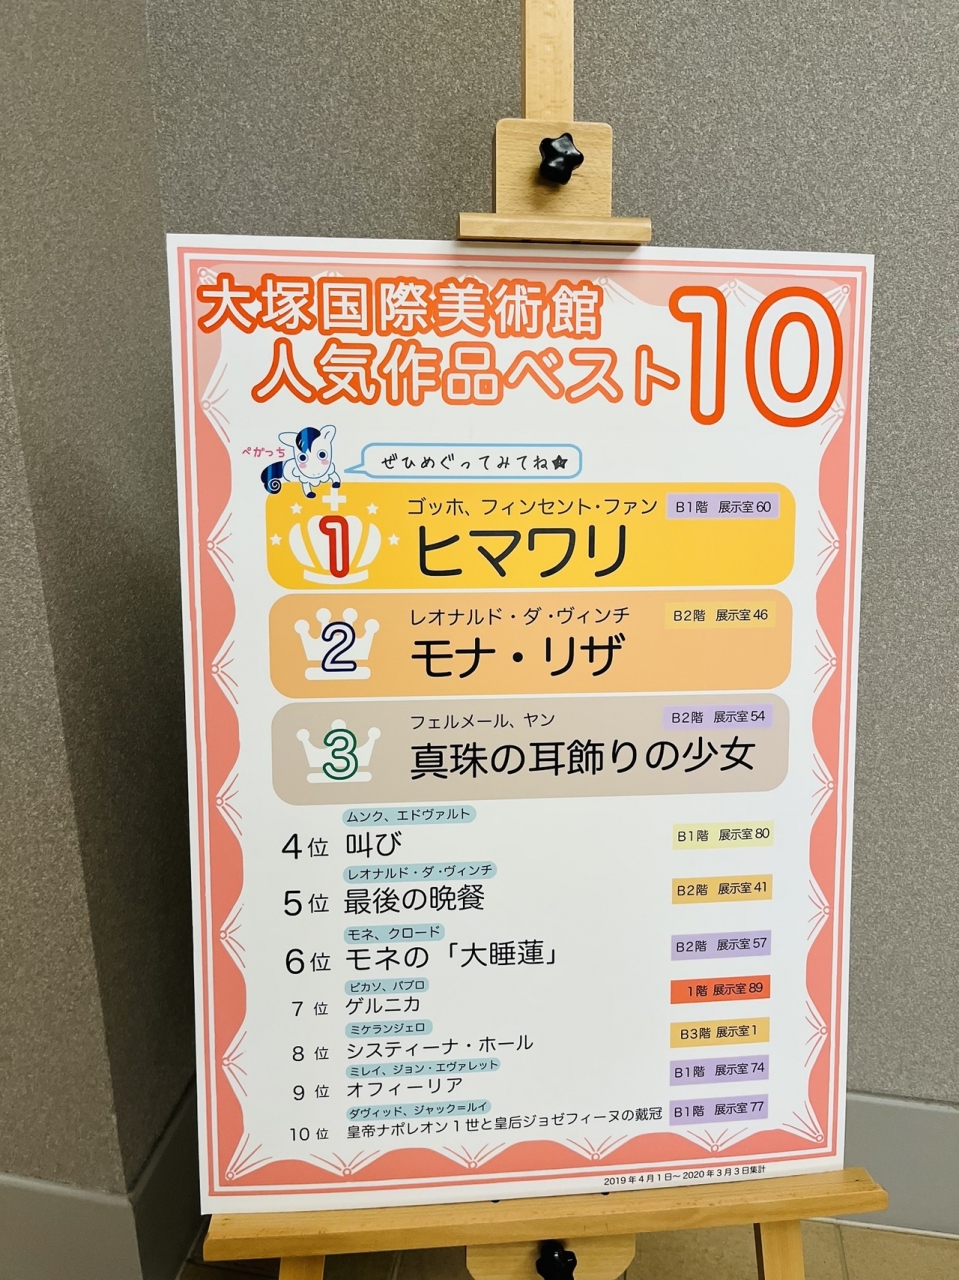 大塚国際美術館
人気作品ベスト10
ぺがっち
ぜひめぐってみてね★
1
ゴッホ、フィンセント・ファン B1階 展示室60
ヒマワリ
2
レオナルド・ダ・ヴィンチ B2階 展示室46
モナ・リザ
3
フェルメール、ヤン B2階 展示室54
真珠の耳飾りの少女
ムンク、エドヴァルト
4位 叫び B1階 展示室80
レオナルド・ダ・ヴィンチ
5位 最後の晩餐 B2階 展示室41
モネ、クロード
6位 モネの「大睡蓮」 B2階 展示室57
ピカソ、パブロ
7位 ゲルニカ 1階 展示室89
ミケランジェロ
8位 システィーナ・ホール B3階 展示室1
ミレイ、ジョン・エヴァレット
9位 オフィーリア B1階 展示室74
ダヴィッド、ジャック=ルイ
10位 皇帝ナポレオン1世と皇后ジョゼフィーヌの戴冠 B1階 展示室77
2019年4月1日～2020年3月3日集計